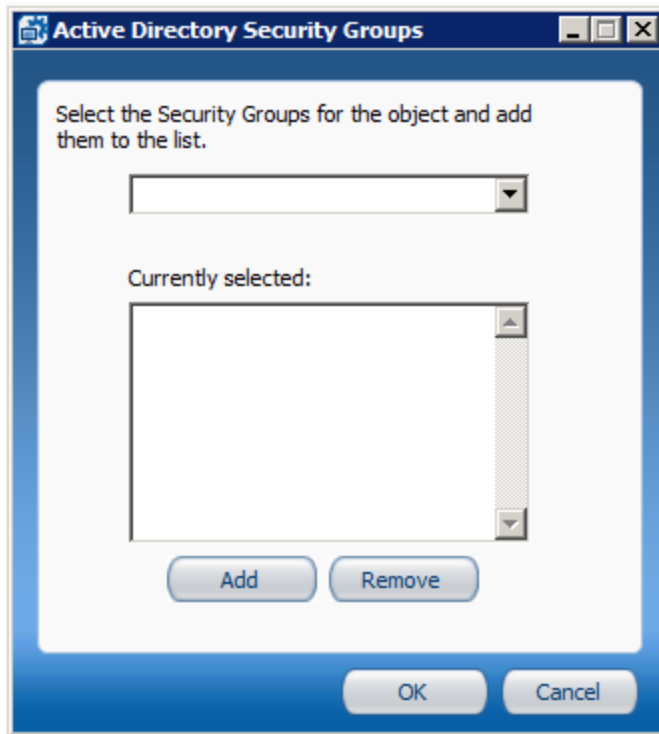 Active Directory Security Groups
Select the Security Groups for the object and add
them to the list.
Currently selected:
Add
Remove
OK
Cancel